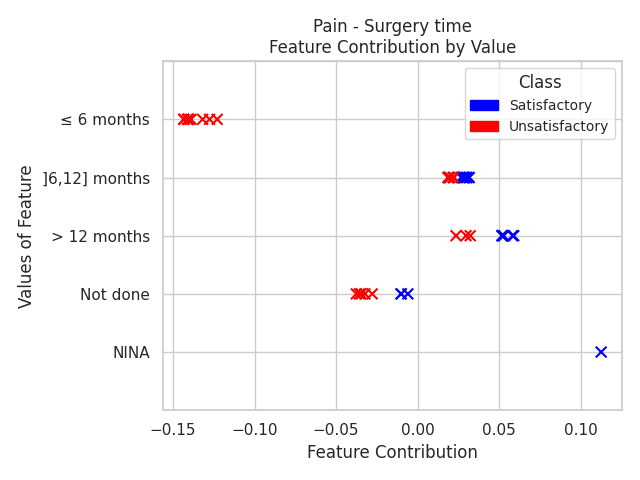 Pain - Surgery time
Feature Contribution by Value
Class
Satisfactory
Unsatisfactory
Values of Feature
≤ 6 months
]6,12] months
> 12 months
Not done
NINA
−0.15
−0.10
−0.05
0.00
0.05
0.10
Feature Contribution